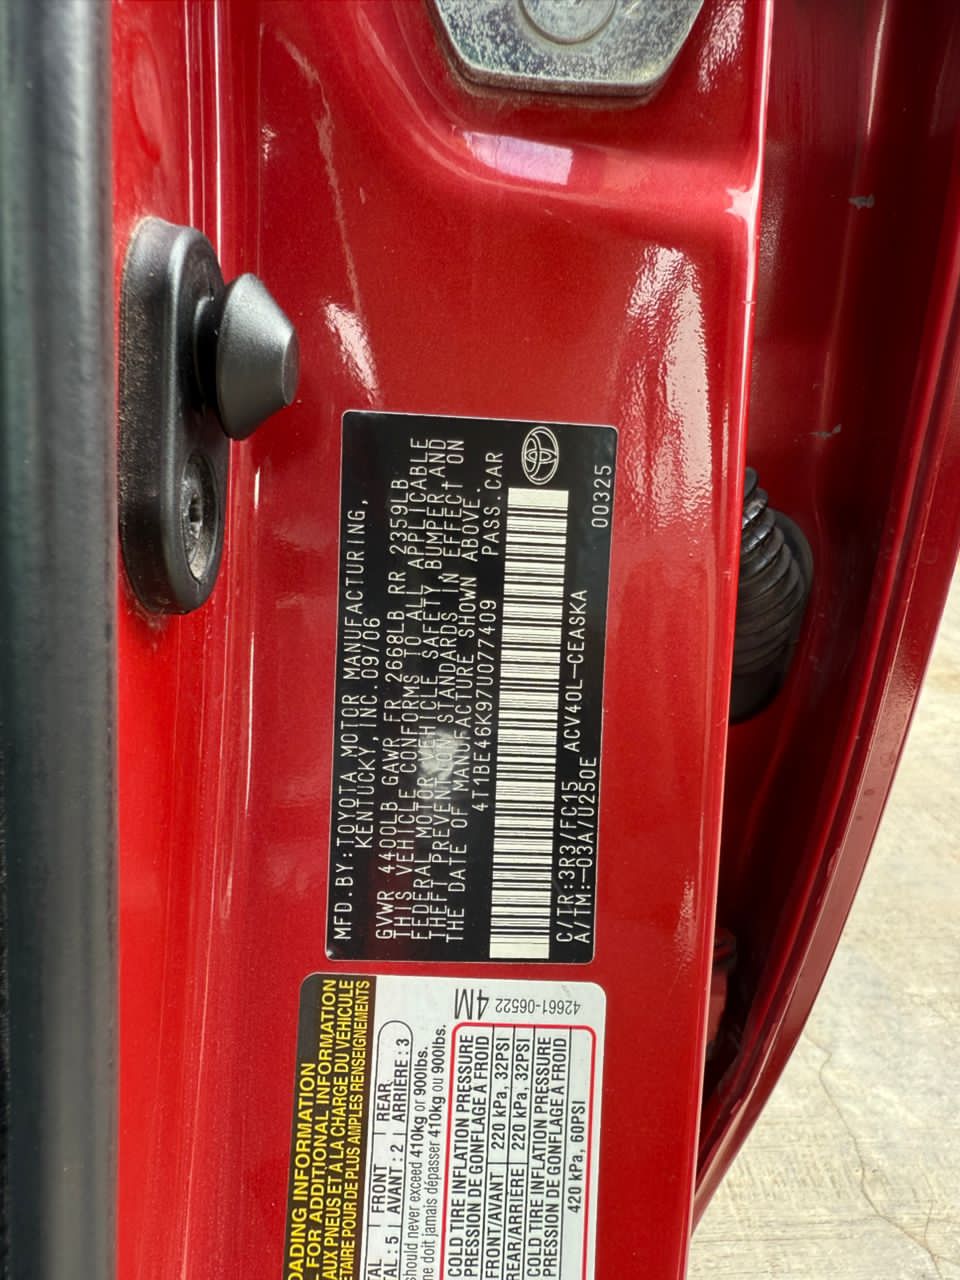 MFD.BY:TOYOTA MOTOR MANUFACTURING,
KENTUCKY, INC. 09/06
GVWR 4400LB GAWR FR 2668LB RR 2359LB
THIS VEHICLE CONFORMS TO ALL APPLICABLE
FEDERAL MOTOR VEHICLE SAFETY, BUMPER, AND
THEFT PREVENTION STANDARDS IN EFFECT ON
THE DATE OF MANUFACTURE SHOWN ABOVE.
4T1BE46K97U077409 PASS.CAR
C/TR:3R3/FC15 ACV40L-CEASKA
A/TM:-03A/U250E 00325
4M 42661-06522
LOADING INFORMATION
FOR ADDITIONAL INFORMATION
AUX PNEUS ET A LA CHARGE DU VEHICULE
POUR DE PLUS AMPLES RENSEIGNEMENTS
FRONT REAR
: 5 AVANT : 2 ARRIÈRE : 3
should never exceed 410kg or 900lbs.
ne doit jamais dépasser 410kg ou 900lbs.
COLD TIRE INFLATION PRESSURE
PRESSION DE GONFLAGE À FROID
FRONT/AVANT 220 kPa, 32PSI
REAR/ARRIÈRE 220 kPa, 32PSI
COLD TIRE INFLATION PRESSURE
PRESSION DE GONFLAGE À FROID
420 kPa, 60PSI